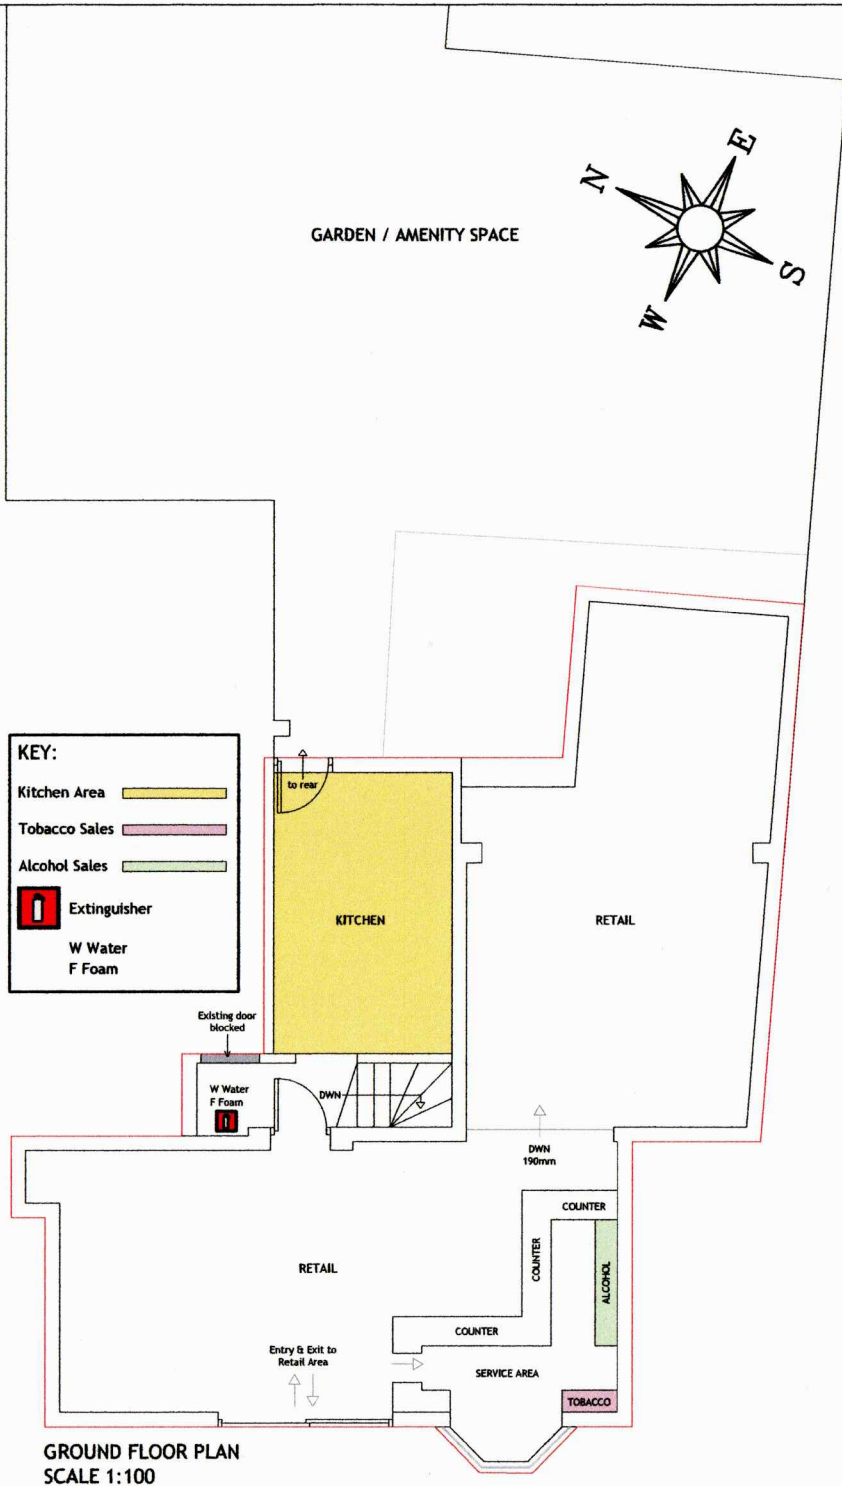 N
E
S
W
GARDEN / AMENITY SPACE
KEY:
Kitchen Area
Tobacco Sales
Alcohol Sales
Extinguisher
W Water
F Foam
to rear
KITCHEN
RETAIL
Existing door
blocked
W Water
F Foam
DWN
DWN
190mm
COUNTER
COUNTER
ALCOHOL
RETAIL
COUNTER
Entry & Exit to
Retail Area
SERVICE AREA
TOBACCO
GROUND FLOOR PLAN
SCALE 1:100